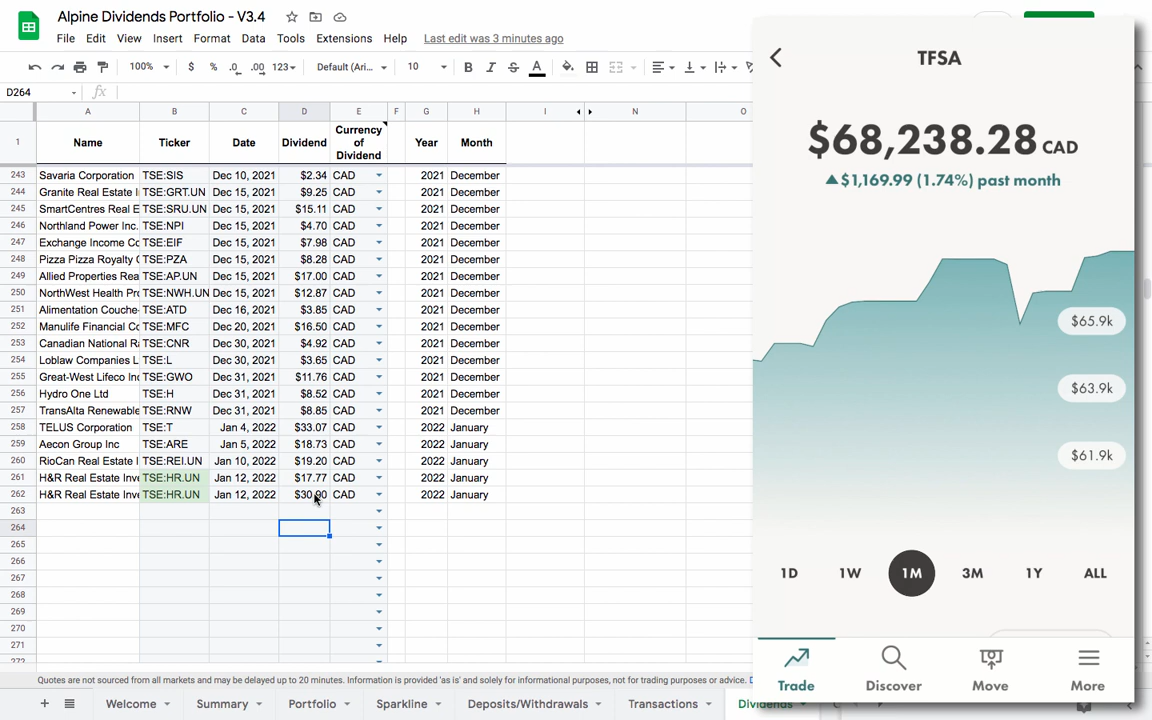 Alpine Dividends Portfolio - V3.4
File Edit View Insert Format Data Tools Extensions Help Last edit was 3 minutes ago
100% $ % .0 .00 123 Default (Ari... 10 B I S A
D264 fx
A B C D E F G H I N O
1 Name Ticker Date Dividend Currency of Dividend Year Month
243 Savaria Corporation TSE:SIS Dec 10, 2021 $2.34 CAD 2021 December
244 Granite Real Estate I TSE:GRT.UN Dec 15, 2021 $9.25 CAD 2021 December
245 SmartCentres Real E TSE:SRU.UN Dec 15, 2021 $15.11 CAD 2021 December
246 Northland Power Inc. TSE:NPI Dec 15, 2021 $4.70 CAD 2021 December
247 Exchange Income Co TSE:EIF Dec 15, 2021 $7.98 CAD 2021 December
248 Pizza Pizza Royalty C TSE:PZA Dec 15, 2021 $8.28 CAD 2021 December
249 Allied Properties Rea TSE:AP.UN Dec 15, 2021 $17.00 CAD 2021 December
250 NorthWest Health Pr TSE:NWH.UN Dec 15, 2021 $12.87 CAD 2021 December
251 Alimentation Couche- TSE:ATD Dec 16, 2021 $3.85 CAD 2021 December
252 Manulife Financial Co TSE:MFC Dec 20, 2021 $16.50 CAD 2021 December
253 Canadian National Ra TSE:CNR Dec 30, 2021 $4.92 CAD 2021 December
254 Loblaw Companies L TSE:L Dec 30, 2021 $3.65 CAD 2021 December
255 Great-West Lifeco Inc TSE:GWO Dec 31, 2021 $11.76 CAD 2021 December
256 Hydro One Ltd TSE:H Dec 31, 2021 $8.52 CAD 2021 December
257 TransAlta Renewable TSE:RNW Dec 31, 2021 $8.85 CAD 2021 December
258 TELUS Corporation TSE:T Jan 4, 2022 $33.07 CAD 2022 January
259 Aecon Group Inc TSE:ARE Jan 5, 2022 $18.73 CAD 2022 January
260 RioCan Real Estate I TSE:REI.UN Jan 10, 2022 $19.20 CAD 2022 January
261 H&R Real Estate Inve TSE:HR.UN Jan 12, 2022 $17.77 CAD 2022 January
262 H&R Real Estate Inve TSE:HR.UN Jan 12, 2022 $30.90 CAD 2022 January
263
264
265
266
267
268
269
270
271
272
Quotes are not sourced from all markets and may be delayed up to 20 minutes. Information is provided 'as is' and solely for informational purposes, not for trading purposes or advice.
Welcome Summary Portfolio Sparkline Deposits/Withdrawals Transactions Dividends
TFSA
$68,238.28 CAD
$1,169.99 (1.74%) past month
$65.9k
$63.9k
$61.9k
1D 1W 1M 3M 1Y ALL
Trade Discover Move More